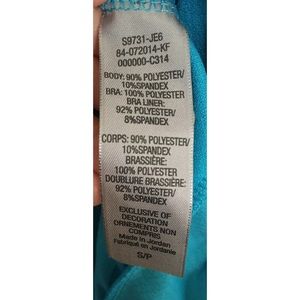 S9731-JE6
84-072014-KF
000000-C314
BODY: 90% POLYESTER/
10%SPANDEX
BRA: 100% POLYESTER
BRA LINER:
92% POLYESTER/
8%SPANDEX
CORPS: 90% POLYESTER/
10%SPANDEX
BRASSIÈRE:
100% POLYESTER
DOUBLURE BRASSIÈRE:
92% POLYESTER/
8%SPANDEX
EXCLUSIVE OF
DECORATION
ORNEMENTS NON
COMPRIS
Made in Jordan
Fabriqué en Jordanie
S/P